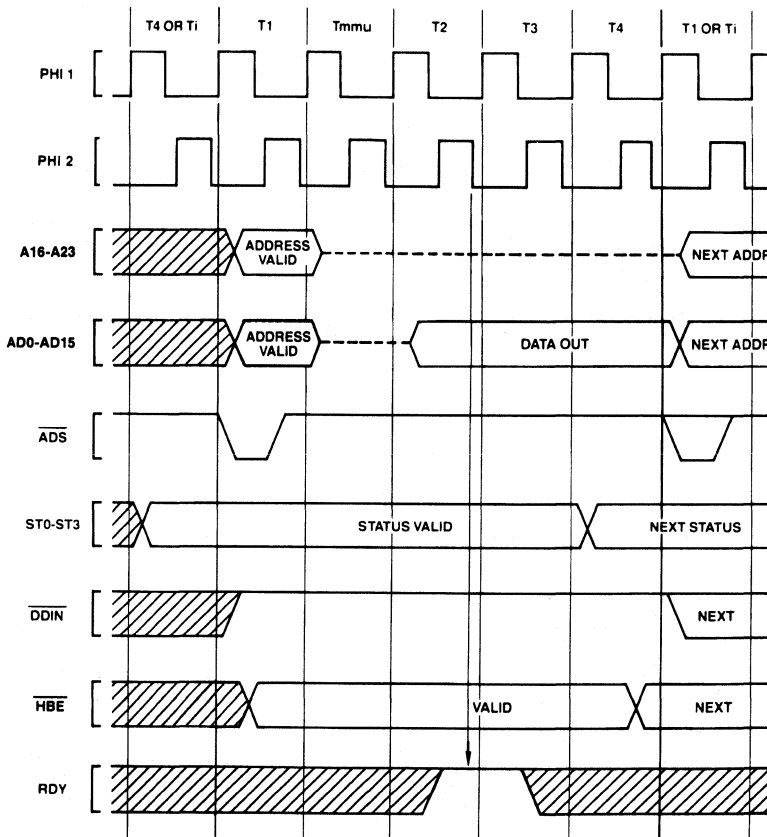 T4 OR Ti T1 Tmmu T2 T3 T4 T1 OR Ti
PHI 1
PHI 2
A16-A23 ADDRESS VALID NEXT ADDR
AD0-AD15 ADDRESS VALID DATA OUT NEXT ADDR
ADS
ST0-ST3 STATUS VALID NEXT STATUS
DDIN NEXT
HBE VALID NEXT
RDY